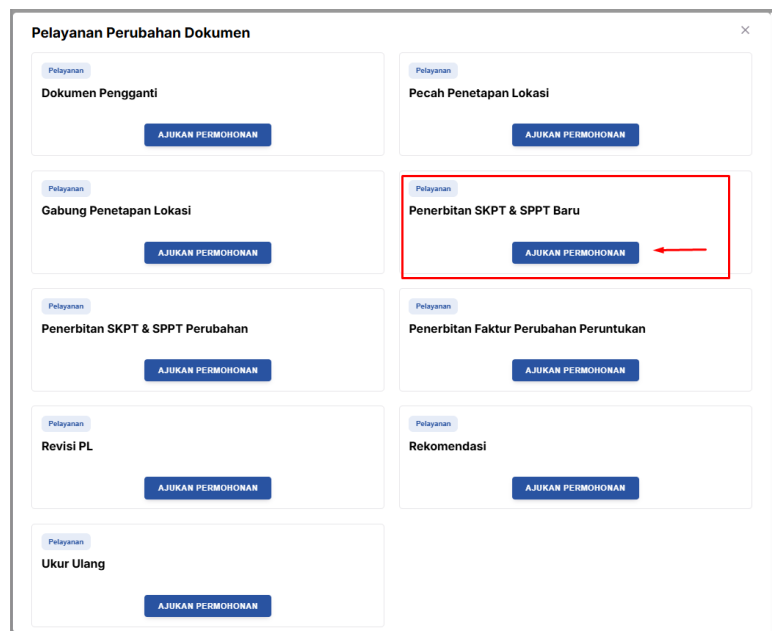 Pelayanan Perubahan Dokumen
Pelayanan
Dokumen Pengganti
AJUKAN PERMOHONAN
Pelayanan
Pecah Penetapan Lokasi
AJUKAN PERMOHONAN
Pelayanan
Gabung Penetapan Lokasi
AJUKAN PERMOHONAN
Pelayanan
Penerbitan SKPT & SPPT Baru
AJUKAN PERMOHONAN
Pelayanan
Penerbitan SKPT & SPPT Perubahan
AJUKAN PERMOHONAN
Pelayanan
Penerbitan Faktur Perubahan Peruntukan
AJUKAN PERMOHONAN
Pelayanan
Revisi PL
AJUKAN PERMOHONAN
Pelayanan
Rekomendasi
AJUKAN PERMOHONAN
Pelayanan
Ukur Ulang
AJUKAN PERMOHONAN